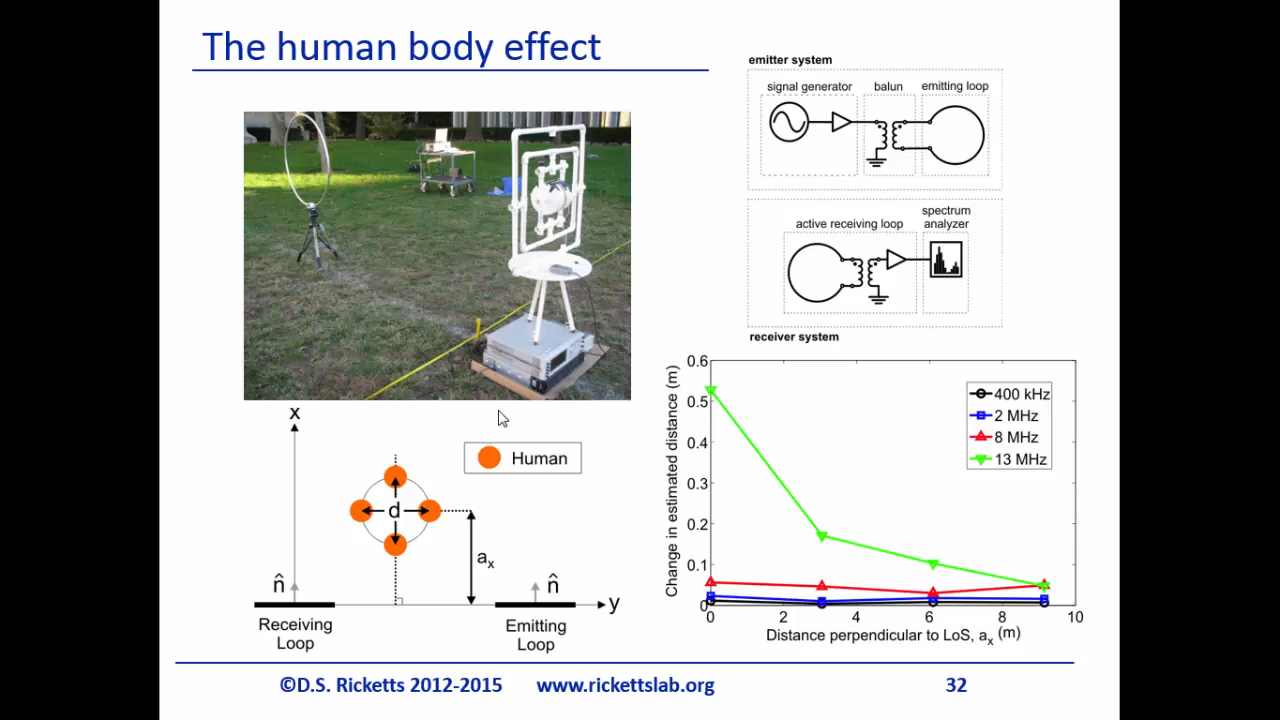 The human body effect
emitter system
signal generator
balun
emitting loop
active receiving loop
spectrum
analyzer
receiver system
x
Human
d
aₓ
n̂
n̂
y
Receiving
Loop
Emitting
Loop
Change in estimated distance (m)
0.6
0.5
0.4
0.3
0.2
0.1
0
400 kHz
2 MHz
8 MHz
13 MHz
0 2 4 6 8 10
Distance perpendicular to LoS, aₓ (m)
©D.S. Ricketts 2012-2015 www.rickettslab.org 32